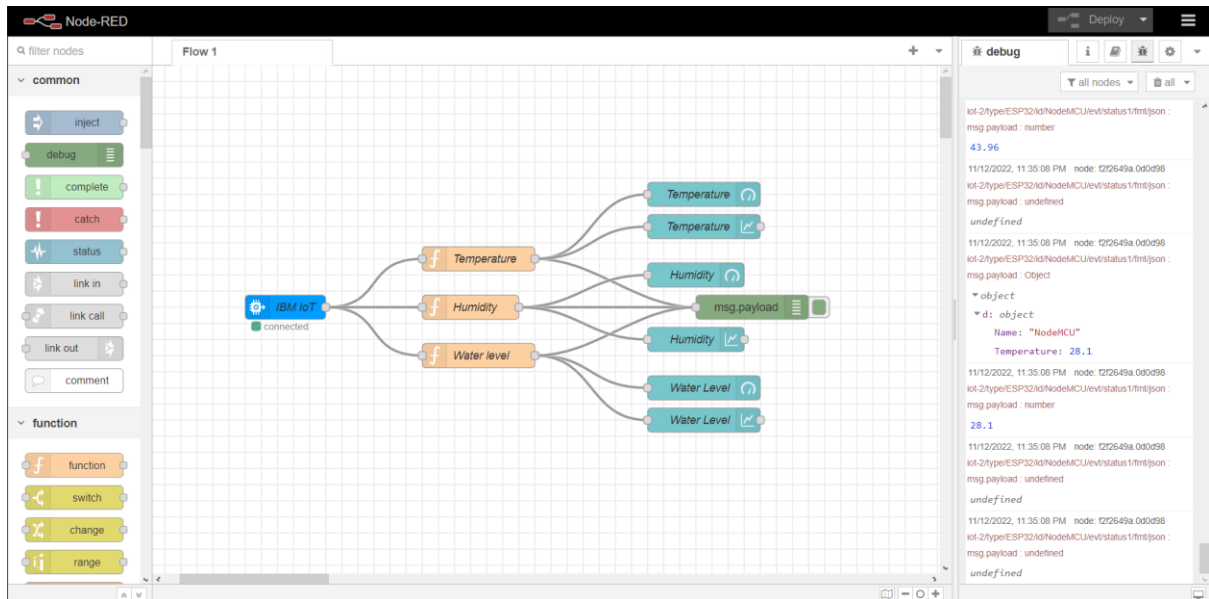 Node-RED
Deploy
filter nodes
common
inject
debug
complete
catch
status
link in
link call
link out
comment
function
function
switch
change
range
Flow 1
IBM IoT
connected
Temperature
Humidity
Water level
Temperature
Temperature
Humidity
msg.payload
Humidity
Water Level
Water Level
debug
all nodes
all
iot-2/type/ESP32/id/NodeMCU/evt/status1/fmt/json :
msg.payload : number
43.96
11/12/2022, 11:35:08 PM node: f2f2649a.0d0d98
iot-2/type/ESP32/id/NodeMCU/evt/status1/fmt/json :
msg.payload : undefined
undefined
11/12/2022, 11:35:08 PM node: f2f2649a.0d0d98
iot-2/type/ESP32/id/NodeMCU/evt/status1/fmt/json :
msg.payload : Object
object
d: object
Name: "NodeMCU"
Temperature: 28.1
11/12/2022, 11:35:08 PM node: f2f2649a.0d0d98
iot-2/type/ESP32/id/NodeMCU/evt/status1/fmt/json :
msg.payload : number
28.1
11/12/2022, 11:35:08 PM node: f2f2649a.0d0d98
iot-2/type/ESP32/id/NodeMCU/evt/status1/fmt/json :
msg.payload : undefined
undefined
11/12/2022, 11:35:08 PM node: f2f2649a.0d0d98
iot-2/type/ESP32/id/NodeMCU/evt/status1/fmt/json :
msg.payload : undefined
undefined